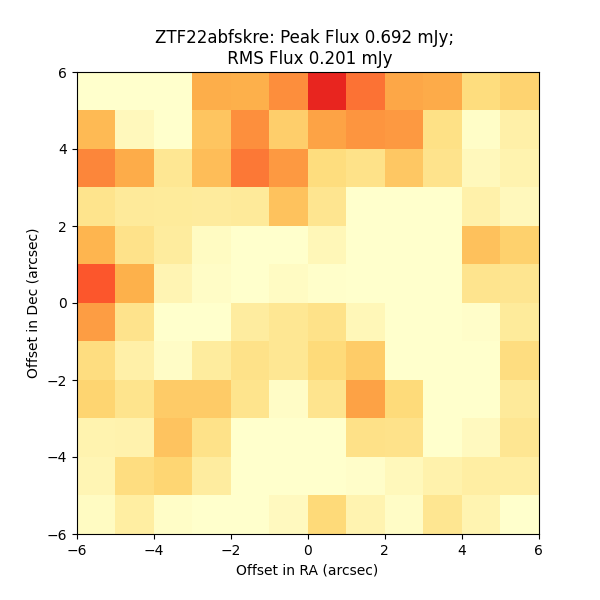 ZTF22abfskre: Peak Flux 0.692 mJy;
RMS Flux 0.201 mJy
6
4
2
0
−2
−4
−6
Offset in Dec (arcsec)
−6 −4 −2 0 2 4 6
Offset in RA (arcsec)